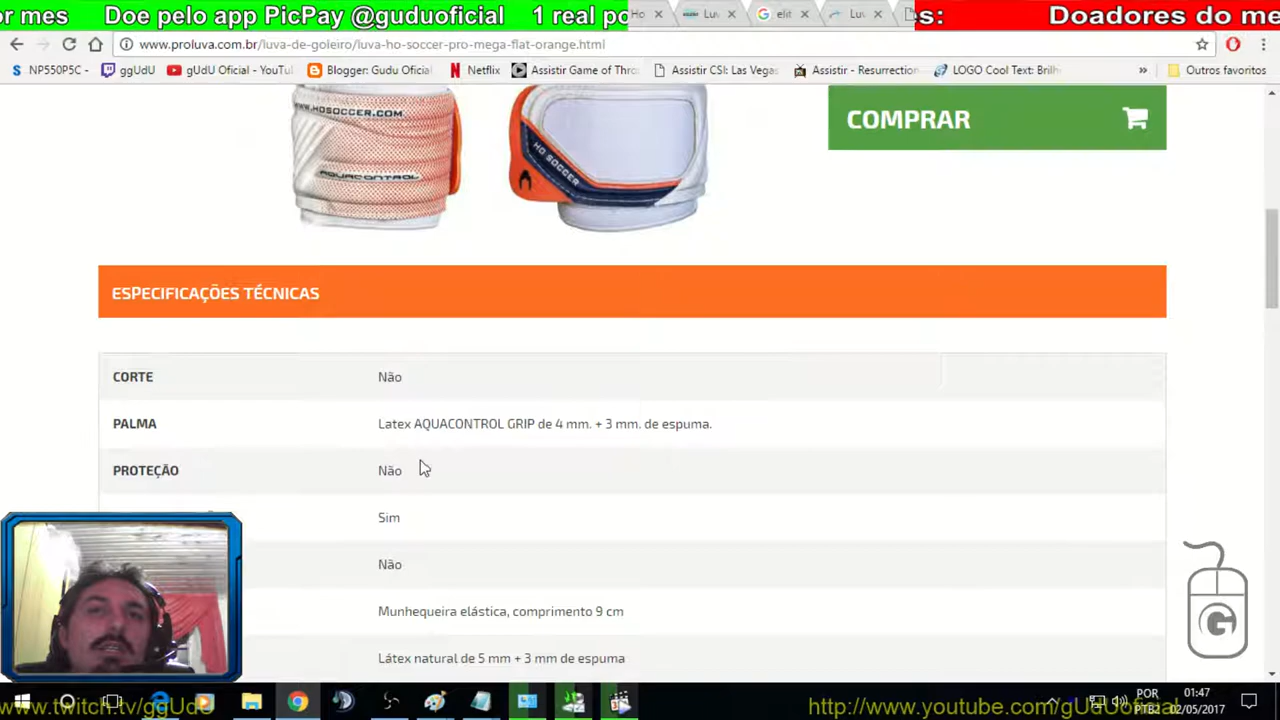 or mes Doe pelo app PicPay @guduoficial 1 real po
s: Doadores do me
Ho Luv elit Luv
www.proluva.com.br/luva-de-goleiro/luva-ho-soccer-pro-mega-flat-orange.html
NP550P5C - ggUdU gUdU Oficial - YouTu Blogger: Gudu Oficial Netflix Assistir Game of Thro Assistir CSI: Las Vegas Assistir - Resurrection LOGO Cool Text: Brilh » Outros favoritos
WWW.HOSOCCER.COM
AQUACONTROL
HO SOCCER
COMPRAR
ESPECIFICAÇÕES TÉCNICAS
CORTE Não
PALMA Latex AQUACONTROL GRIP de 4 mm. + 3 mm. de espuma.
PROTEÇÃO Não
Sim
Não
Munhequeira elástica, comprimento 9 cm
Látex natural de 5 mm + 3 mm de espuma
G
www.twitch.tv/ggUdU
http://www.youtube.com/gUdUoficial
POR 01:47
PTB2 02/05/2017